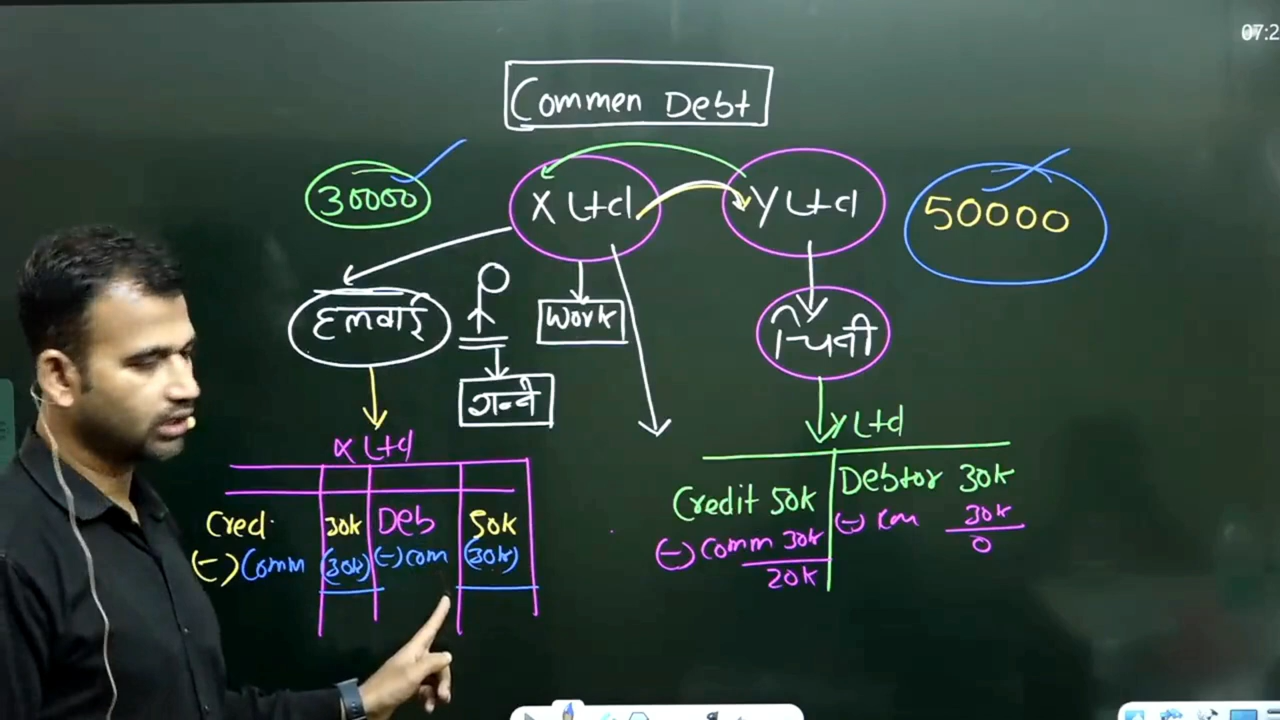 07:2
Commen Debt
30000
X Ltd
Y Ltd
50000
हलवाई
Work
चिनी
गन्ने
X Ltd
Y Ltd
Cred. 30k Deb 50k
(-) Comm (30k) (-) com (30k)
Credit 50k Debtor 30k
(-) Comm 30k (-) Com 30k
20k 0